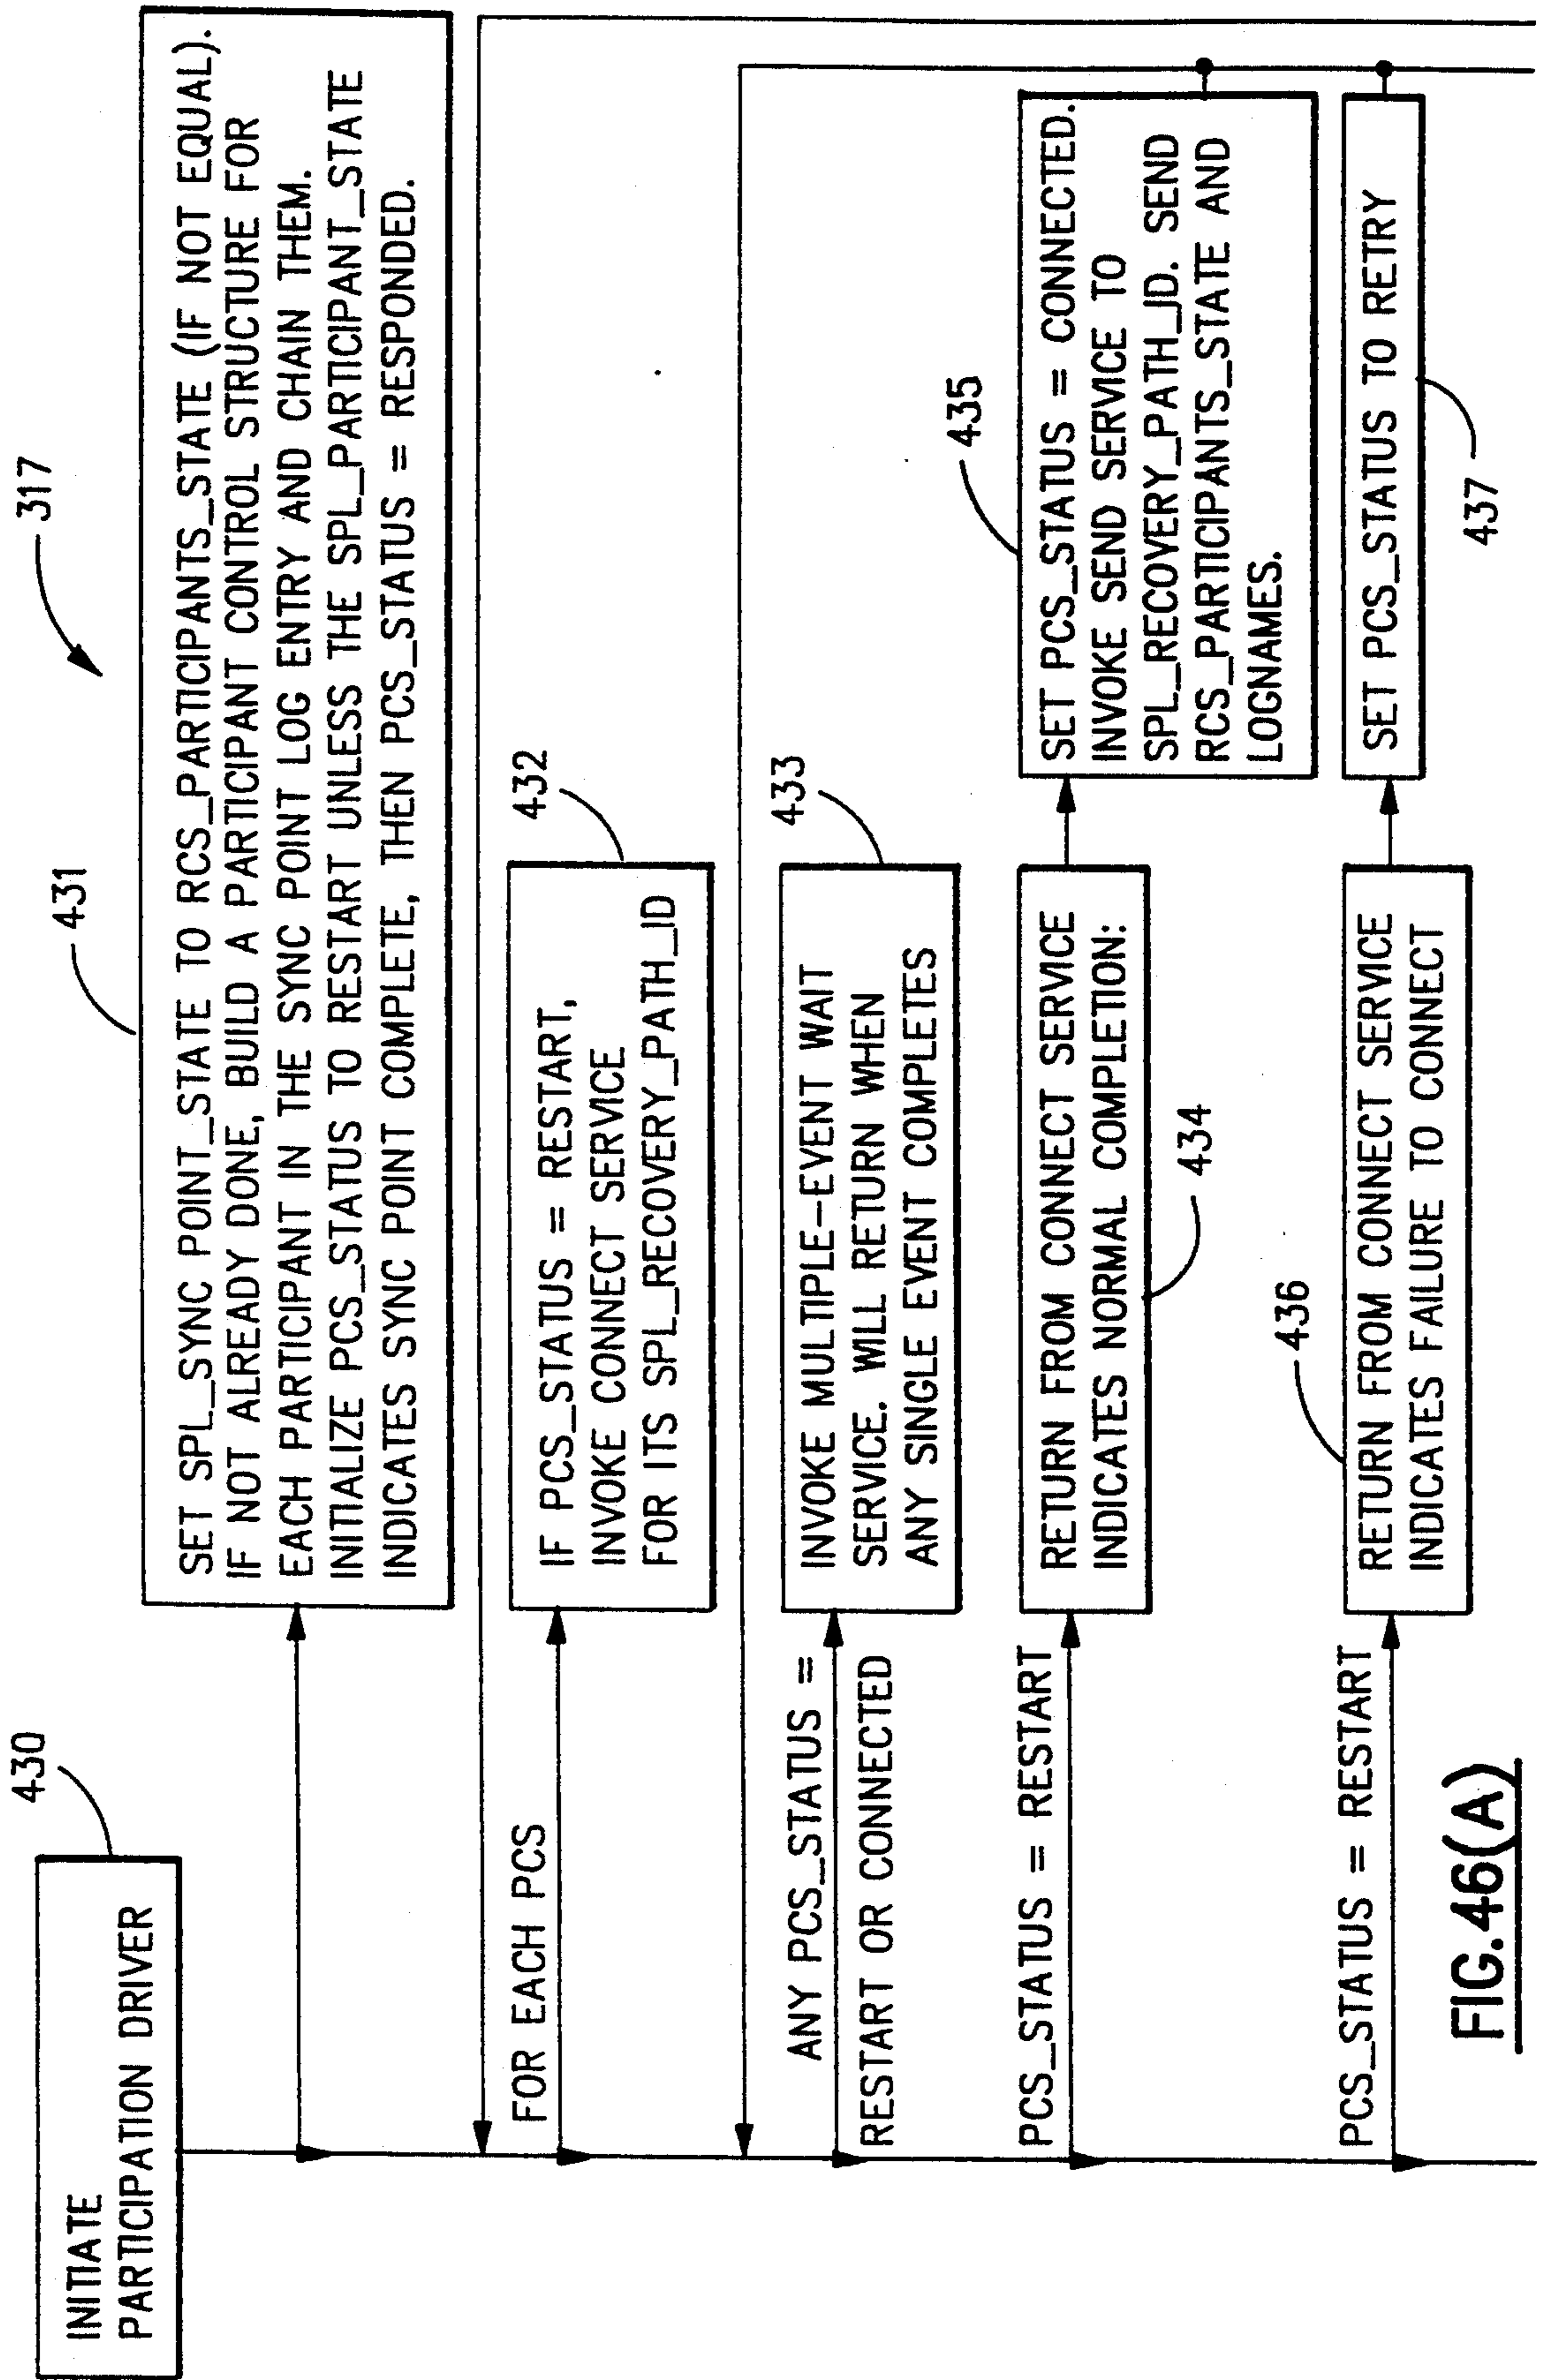 317
430
INITIATE
PARTICIPATION DRIVER
431
SET SPL_SYNC POINT_STATE TO RCS_PARTICIPANTS_STATE (IF NOT EQUAL).
IF NOT ALREADY DONE, BUILD A PARTICIPANT CONTROL STRUCTURE FOR
EACH PARTICIPANT IN THE SYNC POINT LOG ENTRY AND CHAIN THEM.
INITIALIZE PCS_STATUS TO RESTART UNLESS THE SPL_PARTICIPANT_STATE
INDICATES SYNC POINT COMPLETE, THEN PCS_STATUS = RESPONDED.
FOR EACH PCS
432
IF PCS_STATUS = RESTART,
INVOKE CONNECT SERVICE
FOR ITS SPL_RECOVERY_PATH_ID
ANY PCS_STATUS =
RESTART OR CONNECTED
433
INVOKE MULTIPLE-EVENT WAIT
SERVICE. WILL RETURN WHEN
ANY SINGLE EVENT COMPLETES
PCS_STATUS = RESTART
RETURN FROM CONNECT SERVICE
INDICATES NORMAL COMPLETION:
434
435
SET PCS_STATUS = CONNECTED.
INVOKE SEND SERVICE TO
SPL_RECOVERY_PATH_ID. SEND
RCS_PARTICIPANTS_STATE AND
LOGNAMES.
PCS_STATUS = RESTART
436
RETURN FROM CONNECT SERVICE
INDICATES FAILURE TO CONNECT
SET PCS_STATUS TO RETRY
437
FIG.46(A)